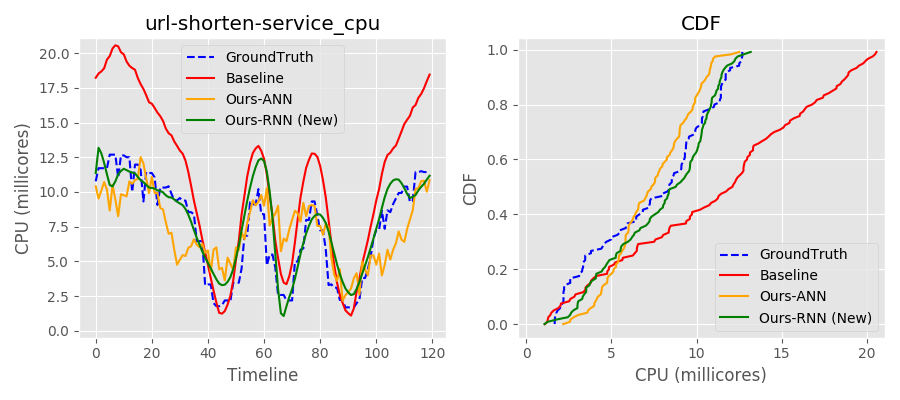 url-shorten-service_cpu
CPU (millicores)
20.0
17.5
15.0
12.5
10.0
7.5
5.0
2.5
0.0
GroundTruth
Baseline
Ours-ANN
Ours-RNN (New)
0 20 40 60 80 100 120
Timeline
CDF
CDF
1.0
0.8
0.6
0.4
0.2
0.0
GroundTruth
Baseline
Ours-ANN
Ours-RNN (New)
0 5 10 15 20
CPU (millicores)